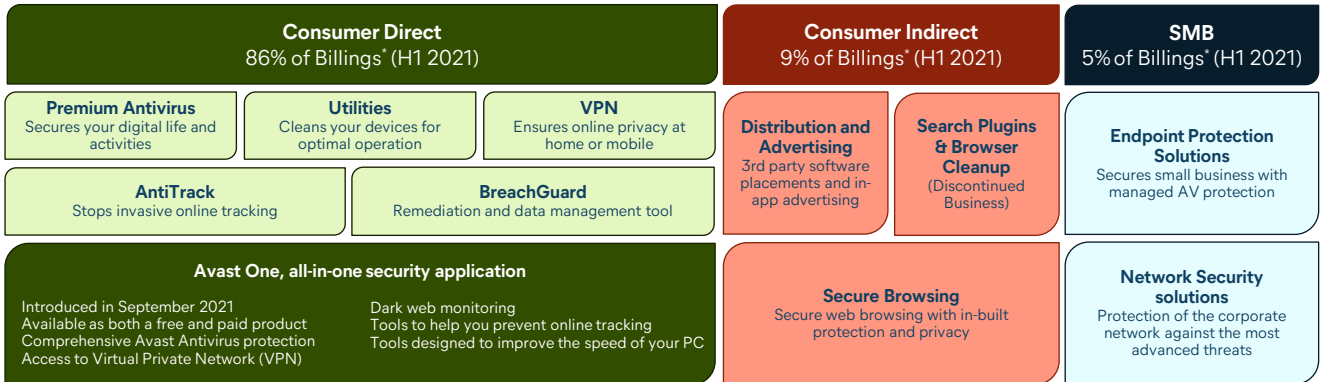 Consumer Direct
86% of Billings* (H1 2021)
Premium Antivirus
Secures your digital life and
activities
Utilities
Cleans your devices for
optimal operation
VPN
Ensures online privacy at
home or mobile
AntiTrack
Stops invasive online tracking
BreachGuard
Remediation and data management tool
Avast One, all-in-one security application
Introduced in September 2021
Available as both a free and paid product
Comprehensive Avast Antivirus protection
Access to Virtual Private Network (VPN)
Dark web monitoring
Tools to help you prevent online tracking
Tools designed to improve the speed of your PC
Consumer Indirect
9% of Billings* (H1 2021)
Distribution and
Advertising
3rd party software
placements and in-
app advertising
Search Plugins
& Browser
Cleanup
(Discontinued
Business)
Secure Browsing
Secure web browsing with in-built
protection and privacy
SMB
5% of Billings* (H1 2021)
Endpoint Protection
Solutions
Secures small business with
managed AV protection
Network Security
solutions
Protection of the corporate
network against the most
advanced threats